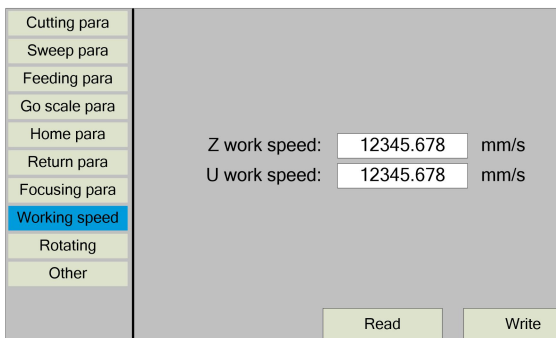 Cutting para
Sweep para
Feeding para
Go scale para
Home para
Return para
Focusing para
Working speed
Rotating
Other
Z work speed: 12345.678 mm/s
U work speed: 12345.678 mm/s
Read Write